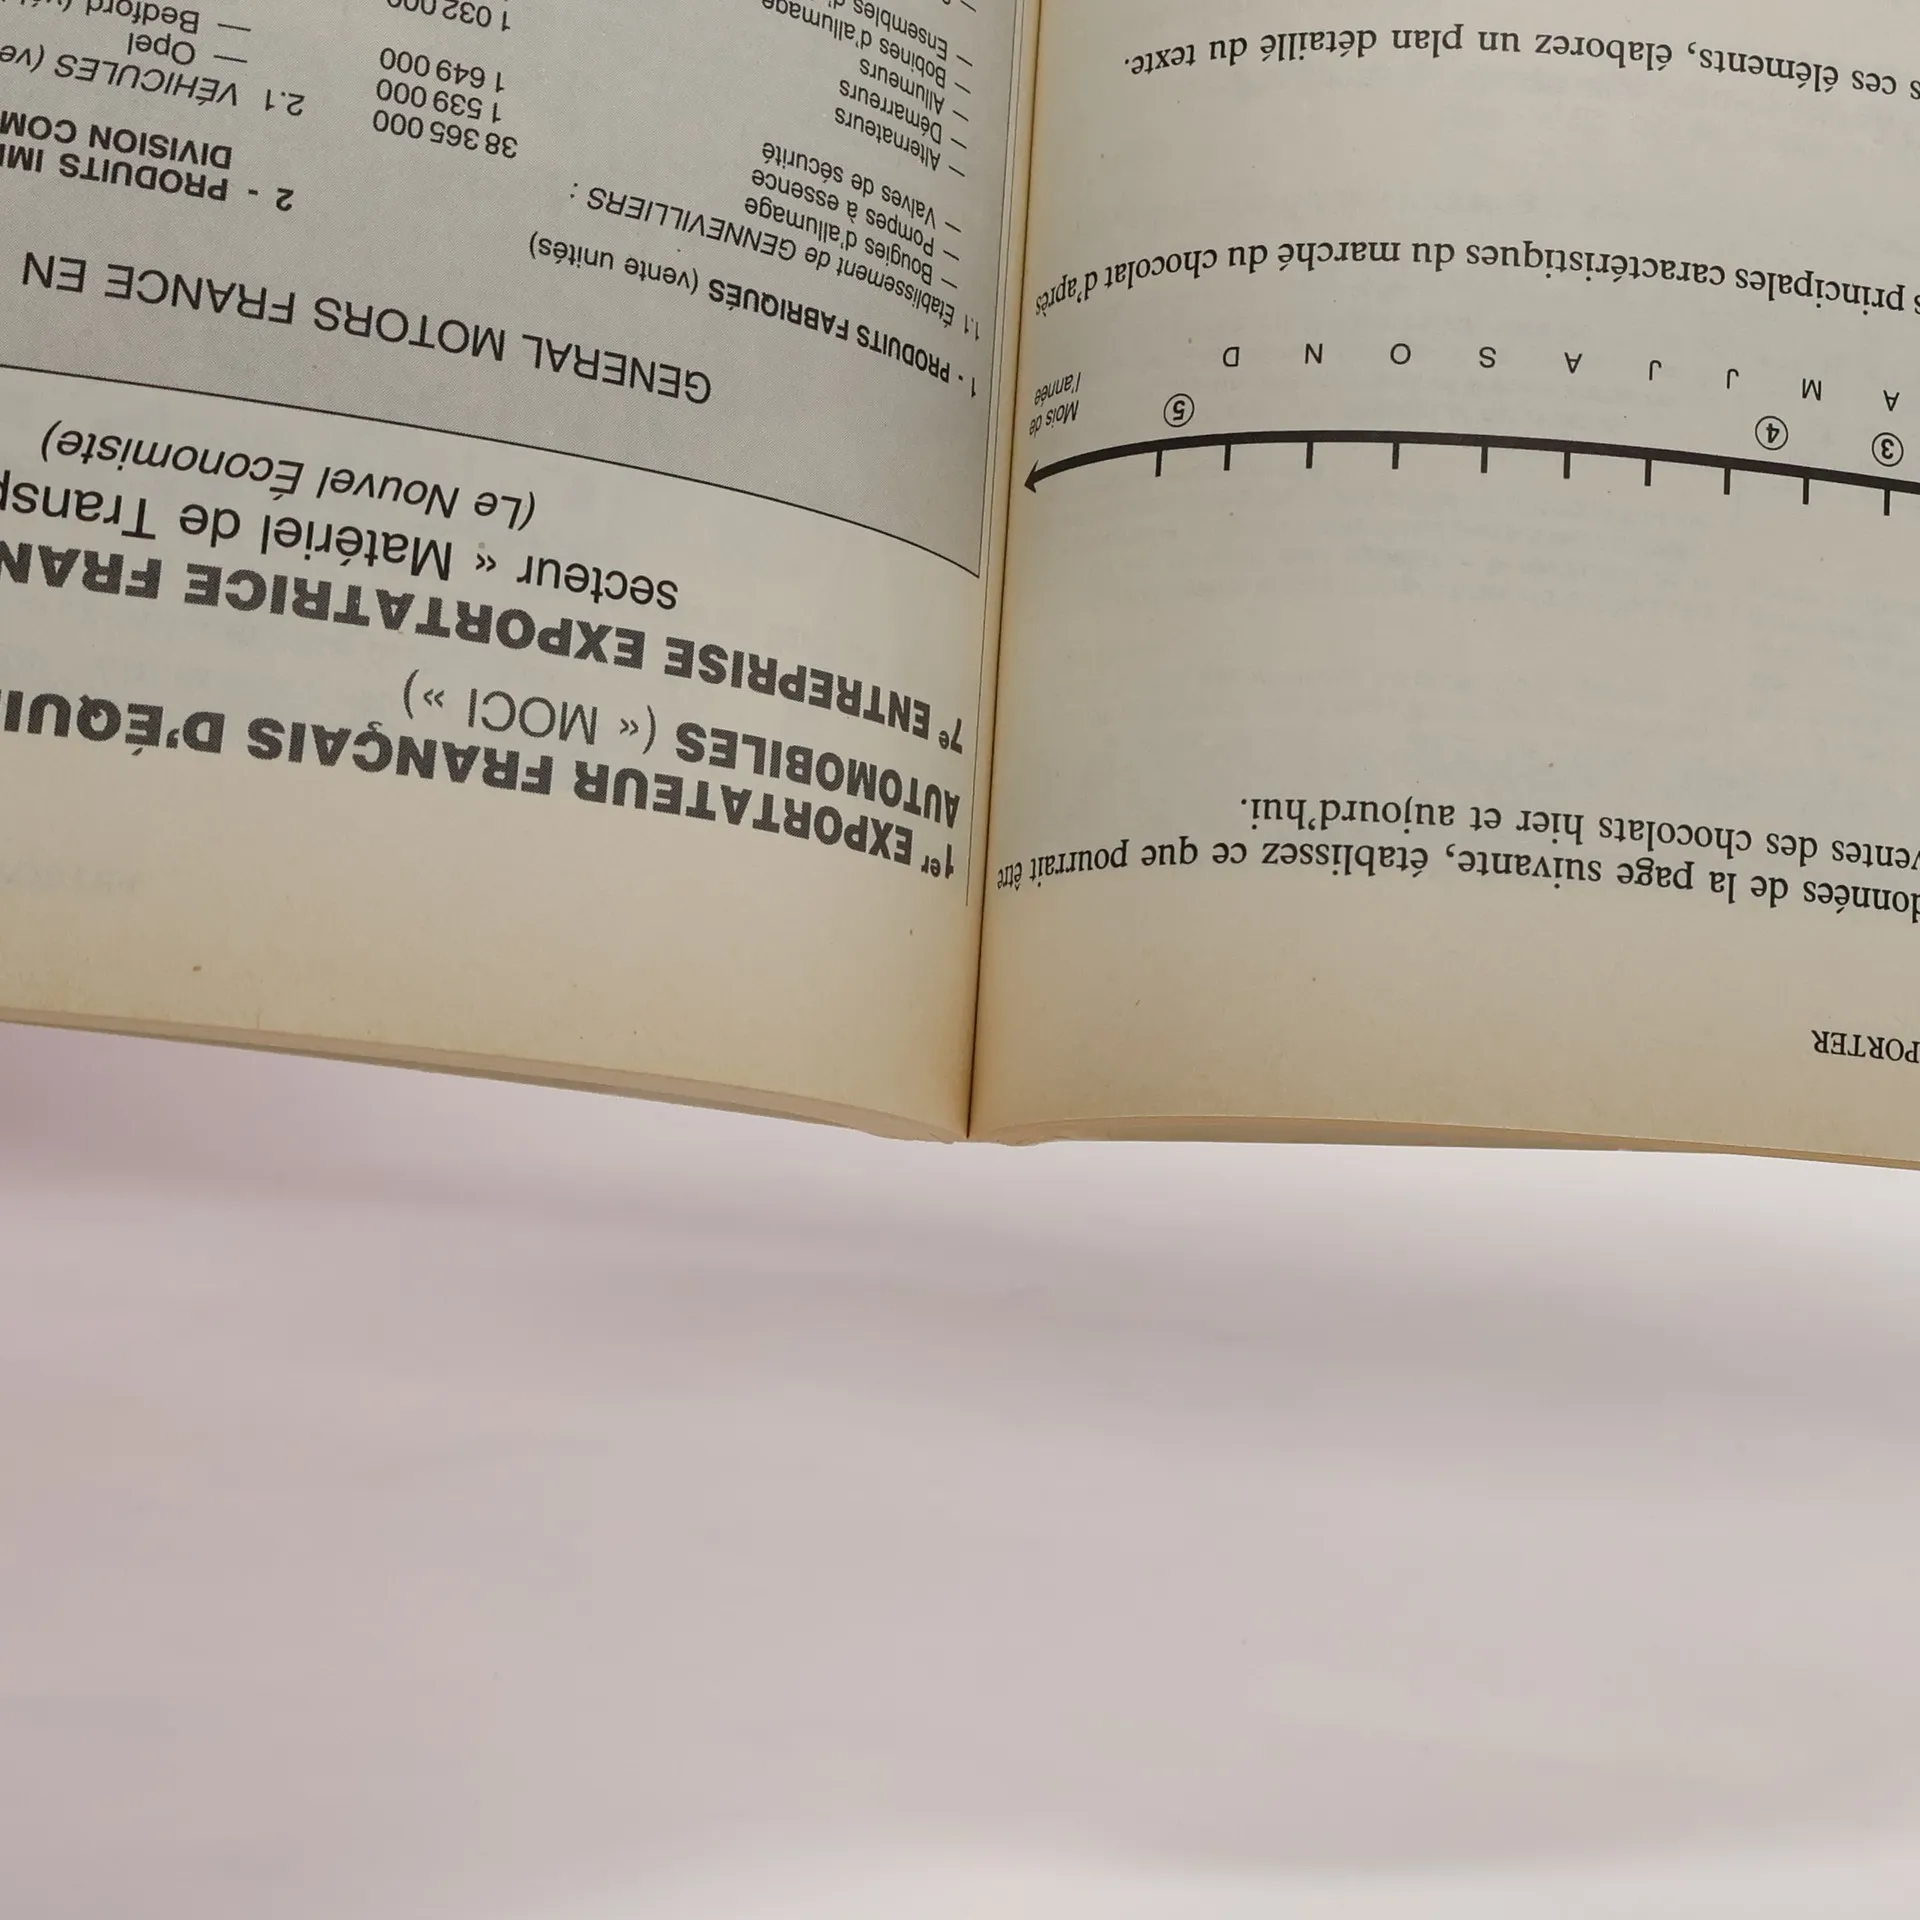 PORTER
données de la page suivante, établissez ce que pourrait être
ventes des chocolats hier et aujourd'hui.
③ ④ ⑤
Mois de
l'année
A M J J A S O N D
principales caractéristiques du marché du chocolat d'après
ces éléments, élaborez un plan détaillé du texte.
1er EXPORTATEUR FRANÇAIS D'ÉQUI
AUTOMOBILES (« MOCI »)
7e ENTREPRISE EXPORTATRICE FRAN
secteur « Matériel de Transp
(Le Nouvel Économiste)
GENERAL MOTORS FRANCE EN
1 - PRODUITS FABRIQUÉS (vente unités)
1.1 Établissement de GENNEVILLIERS :
— Bougies d'allumage 38 365 000
— Pompes à essence 1 539 000
— Valves de sécurité 1 649 000
— Alternateurs 1 032 000
— Démarreurs
— Allumeurs
— Bobines d'allumage
— Ensembles
2 - PRODUITS IM
DIVISION COM
2.1 VÉHICULES (ve
— Opel
— Bedford